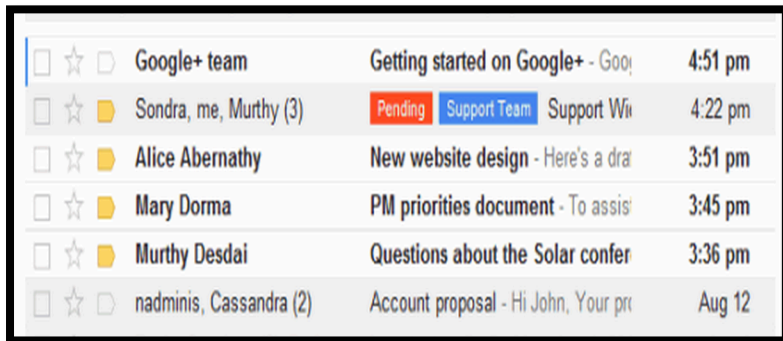 Google+ team Getting started on Google+ - Goog 4:51 pm
Sondra, me, Murthy (3) Pending Support Team Support Wi 4:22 pm
Alice Abernathy New website design - Here's a dra 3:51 pm
Mary Dorma PM priorities document - To assis 3:45 pm
Murthy Desdai Questions about the Solar confer 3:36 pm
nadminis, Cassandra (2) Account proposal - Hi John, Your pro Aug 12